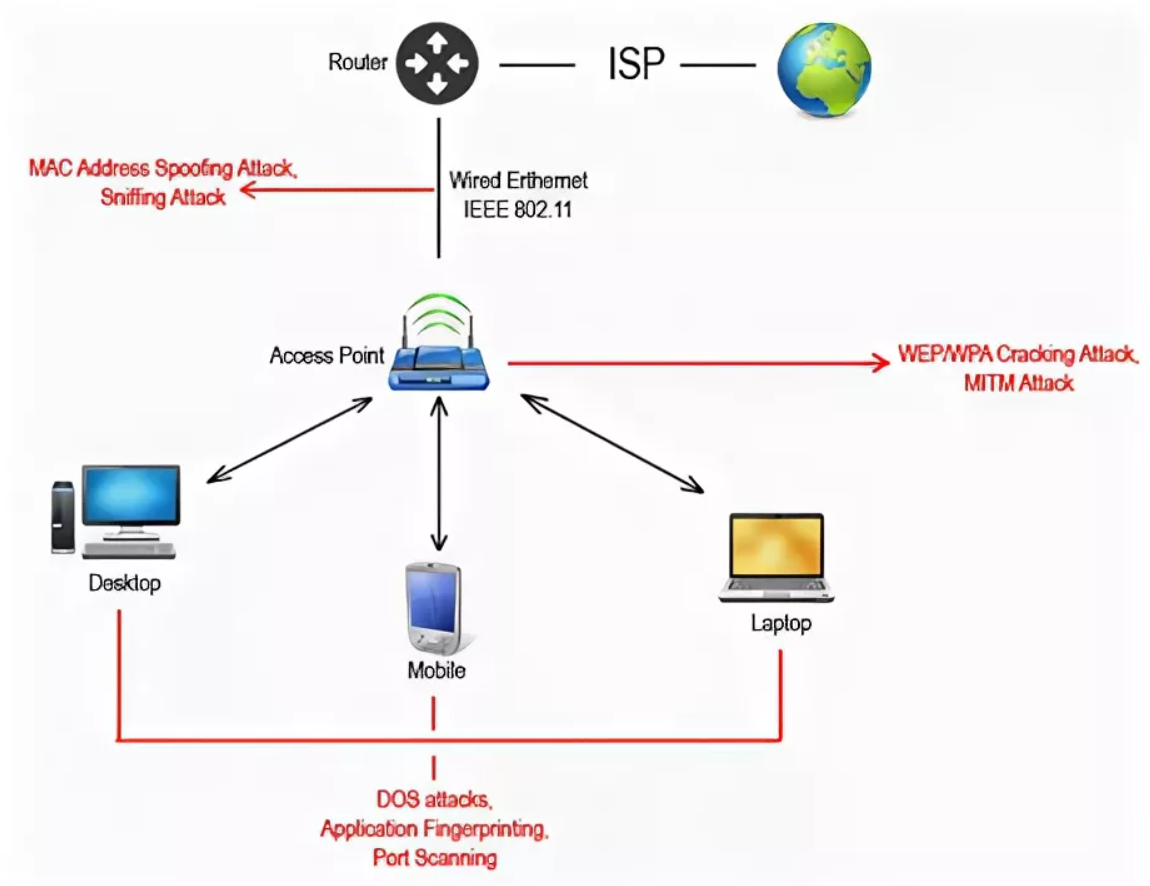 Router
ISP
MAC Address Spoofing Attack,
Sniffing Attack
Wired Erthernet
IEEE 802.11
Access Point
WEP/WPA Cracking Attack,
MITM Attack
Desktop
Laptop
Mobile
DOS attacks,
Application Fingerprinting,
Port Scanning